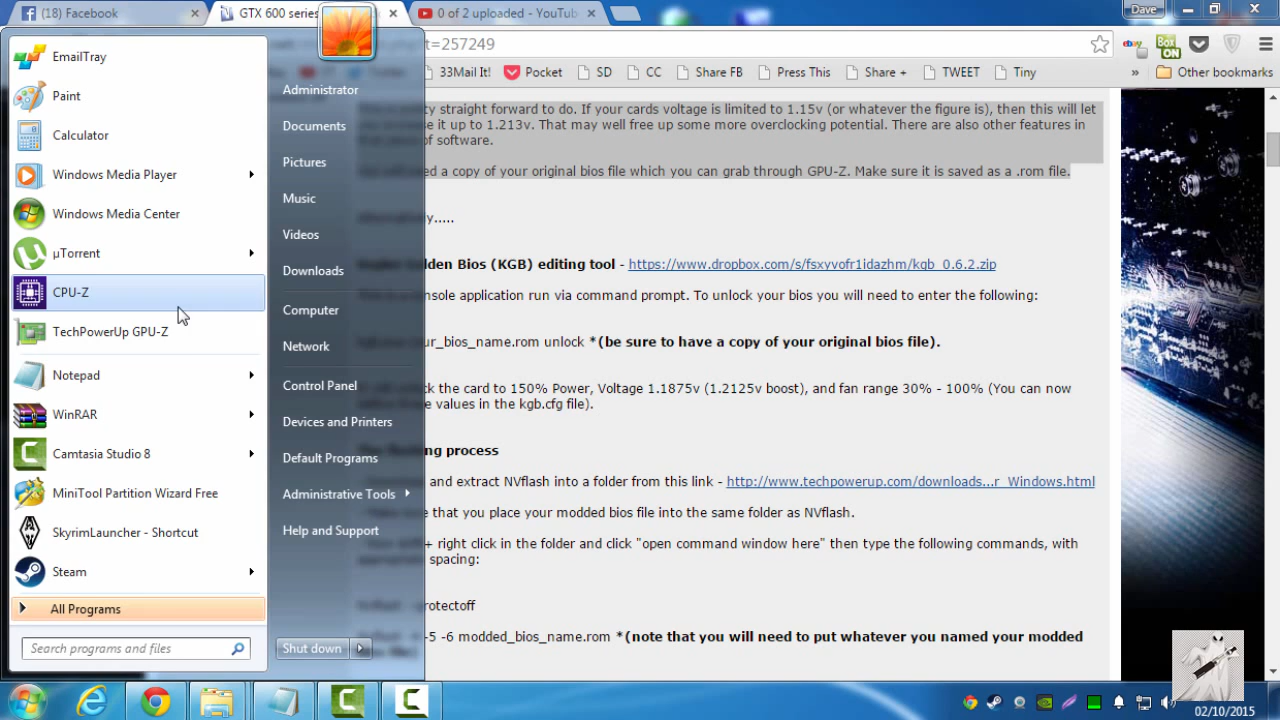 (18) Facebook
GTX 600 series
0 of 2 uploaded - YouTub
Dave
t=257249
33Mail It!
Pocket
SD
CC
Share FB
Press This
Share +
TWEET
Tiny
»
Other bookmarks
EmailTray
Paint
Calculator
Windows Media Player
Windows Media Center
µTorrent
CPU-Z
TechPowerUp GPU-Z
Notepad
WinRAR
Camtasia Studio 8
MiniTool Partition Wizard Free
SkyrimLauncher - Shortcut
Steam
All Programs
Search programs and files
Administrator
Documents
Pictures
Music
Videos
Downloads
Computer
Network
Control Panel
Devices and Printers
Default Programs
Administrative Tools
Help and Support
Shut down
straight forward to do. If your cards voltage is limited to 1.15v (or whatever the figure is), then this will let
it up to 1.213v. That may well free up some more overclocking potential. There are also other features in
of software.
a copy of your original bios file which you can grab through GPU-Z. Make sure it is saved as a .rom file.
Bios (KGB) editing tool - https://www.dropbox.com/s/fsxyvofr1idazhm/kgb_0.6.2.zip
console application run via command prompt. To unlock your bios you will need to enter the following:
unlock *(be sure to have a copy of your original bios file).
the card to 150% Power, Voltage 1.1875v (1.2125v boost), and fan range 30% - 100% (You can now
values in the kgb.cfg file).
process
and extract NVflash into a folder from this link - http://www.techpowerup.com/downloads...r_Windows.html
that you place your modded bios file into the same folder as NVflash.
+ right click in the folder and click "open command window here" then type the following commands, with
spacing:
-5 -6 modded_bios_name.rom *(note that you will need to put whatever you named your modded
02/10/2015